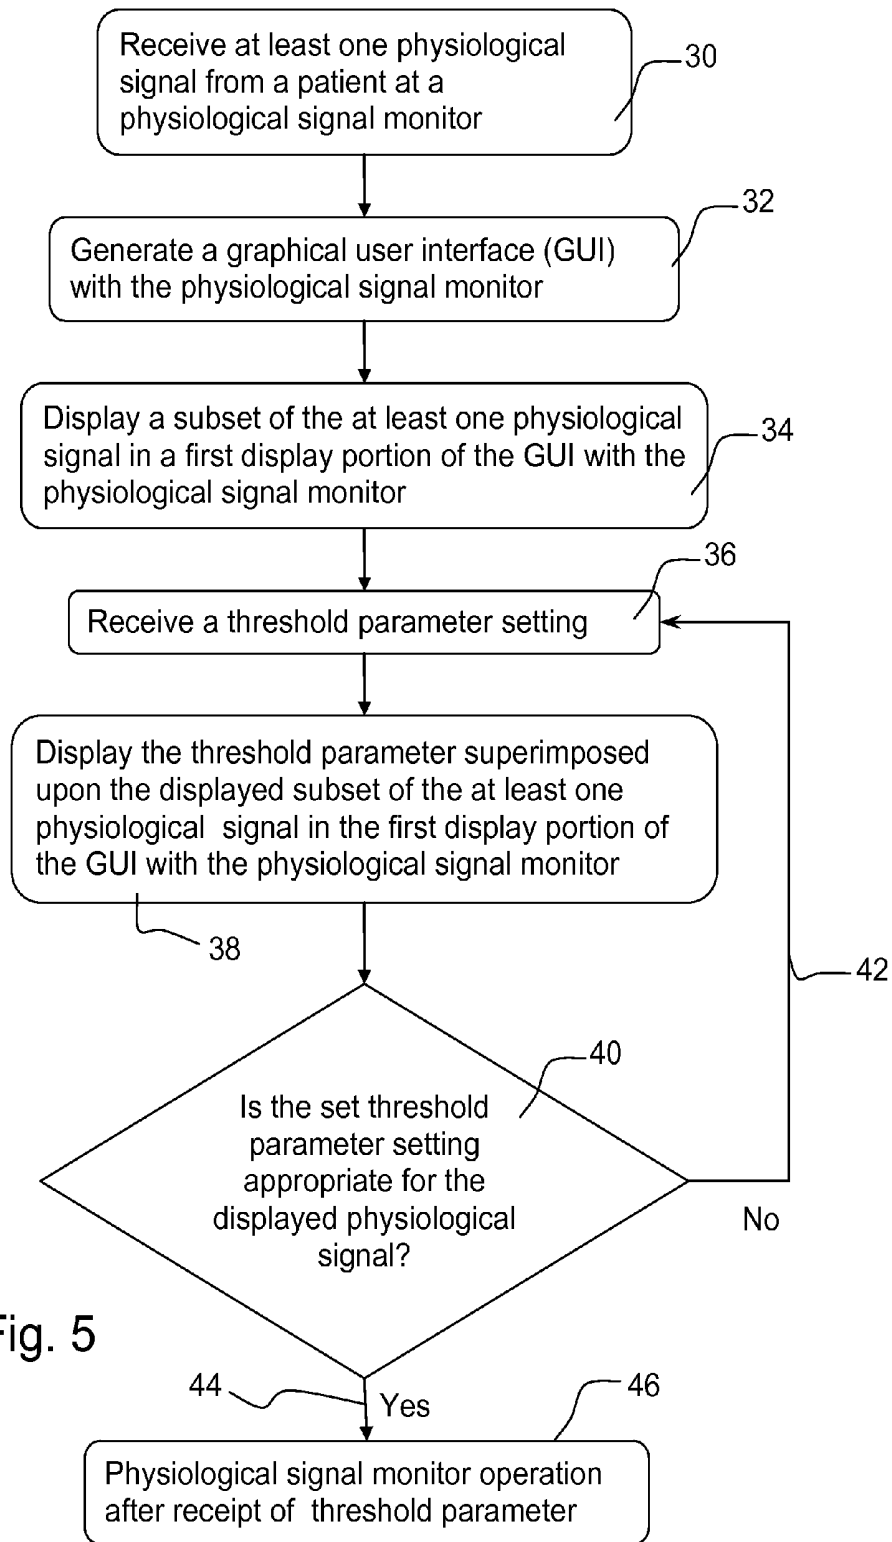 Receive at least one physiological
signal from a patient at a
physiological signal monitor
30
32
Generate a graphical user interface (GUI)
with the physiological signal monitor
Display a subset of the at least one physiological
signal in a first display portion of the GUI with the
physiological signal monitor
34
36
Receive a threshold parameter setting
Display the threshold parameter superimposed
upon the displayed subset of the at least one
physiological signal in the first display portion of
the GUI with the physiological signal monitor
38
42
40
Is the set threshold
parameter setting
appropriate for the
displayed physiological
signal?
No
Fig. 5
44
Yes
46
Physiological signal monitor operation
after receipt of threshold parameter